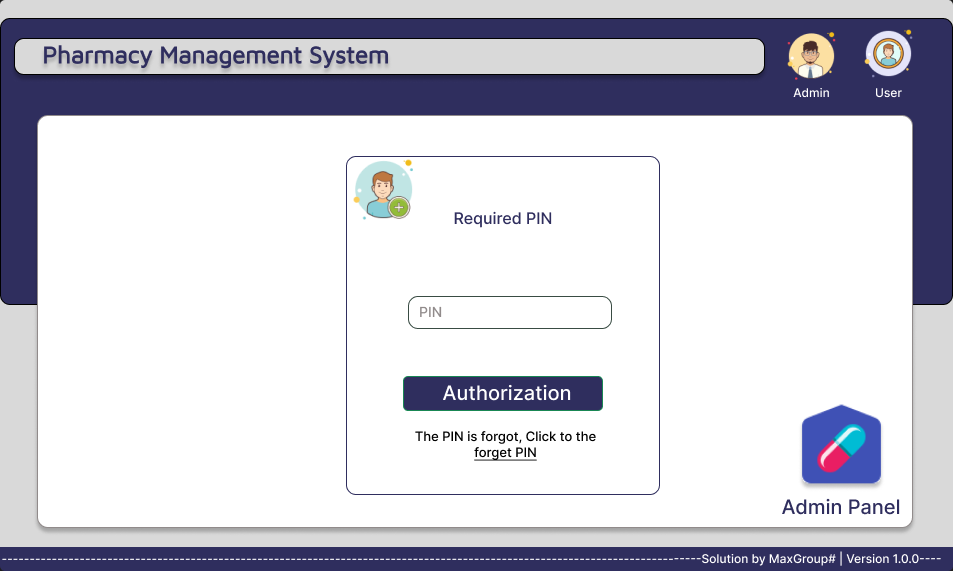 Pharmacy Management System
Admin
User
Required PIN
PIN
Authorization
The PIN is forgot, Click to the
forget PIN
Admin Panel
Solution by MaxGroup# | Version 1.0.0----